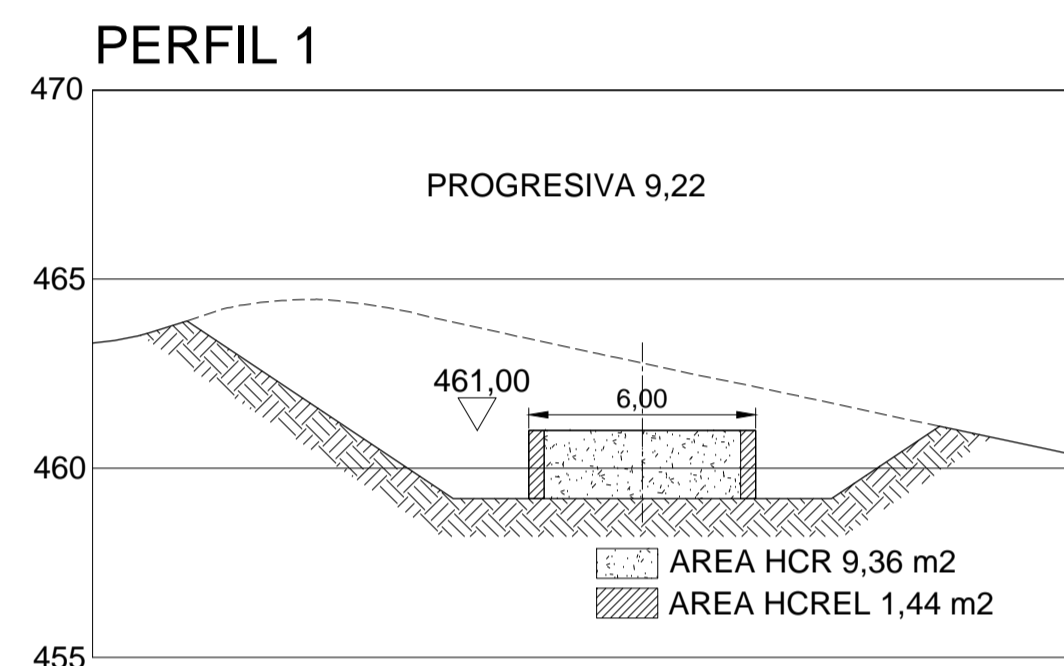 PERFIL 1
470
PROGRESIVA 9,22
465
461,00
6,00
460
AREA HCR 9,36 m2
AREA HCREL 1,44 m2
455